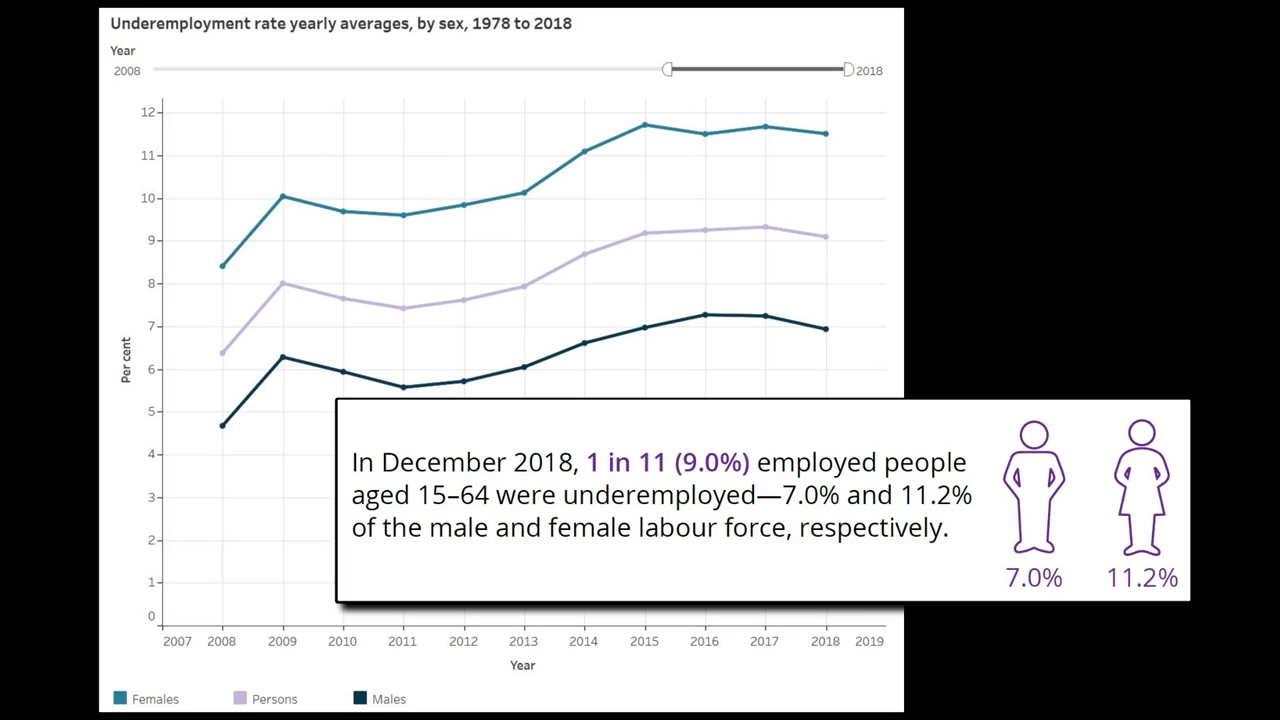 Underemployment rate yearly averages, by sex, 1978 to 2018
Year
2008 2018
12
11
10
9
8
7
6
5
4
3
2
1
0
Per cent
In December 2018, 1 in 11 (9.0%) employed people
aged 15–64 were underemployed—7.0% and 11.2%
of the male and female labour force, respectively.
7.0% 11.2%
2007 2008 2009 2010 2011 2012 2013 2014 2015 2016 2017 2018 2019
Year
Females Persons Males